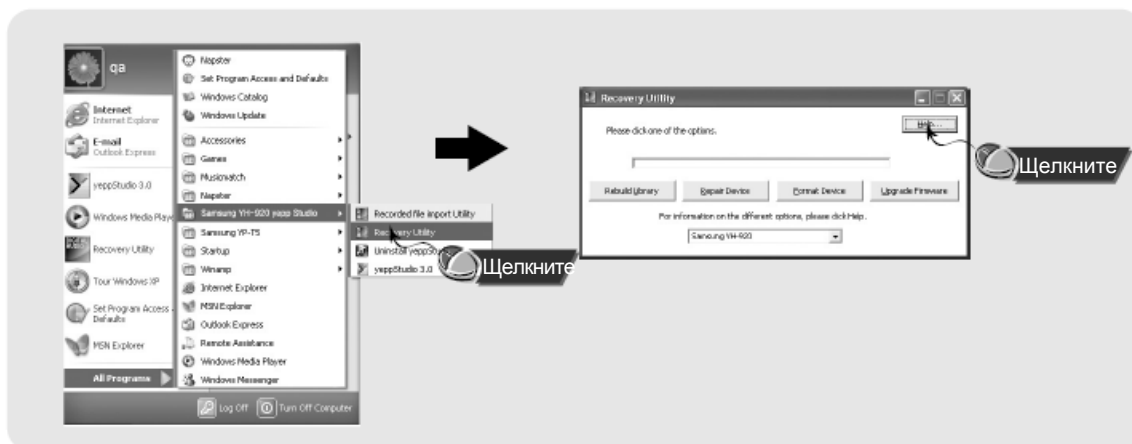 qa
Internet
Internet Explorer
E-mail
Outlook Express
yeppStudio 3.0
Windows Media Playe
Recovery Utility
Tour Windows XP
Set Program Access
Defaults
MSN Explorer
All Programs
Napster
Set Program Access and Defaults
Windows Catalog
Windows Update
Accessories
Games
Musicmatch
Napster
Samsung YH-920 yepp Studio
Samsung YP-T5
Startup
Winamp
Internet Explorer
MSN Explorer
Outlook Express
Remote Assistance
Windows Media Player
Windows Messenger
Recorded file import Utility
Recovery Utility
Uninstall yeppSt
yeppStudio 3.0
Щелкните
Log Off
Turn Off Computer
Recovery Utility
Please click one of the options.
Help...
Щелкните
Rebuild Library
Repair Device
Format Device
Upgrade Firmware
For information on the different options, please click Help.
Samsung YH-920